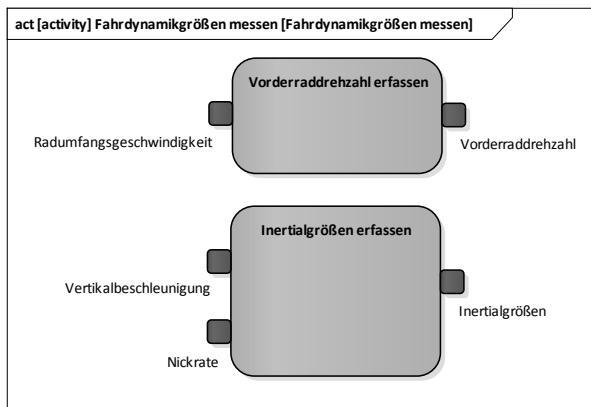 act [activity] Fahrdynamikgrößen messen [Fahrdynamikgrößen messen]
Vorderraddrehzahl erfassen
Radumfangsgeschwindigkeit
Vorderraddrehzahl
Inertialgrößen erfassen
Vertikalbeschleunigung
Inertialgrößen
Nickrate